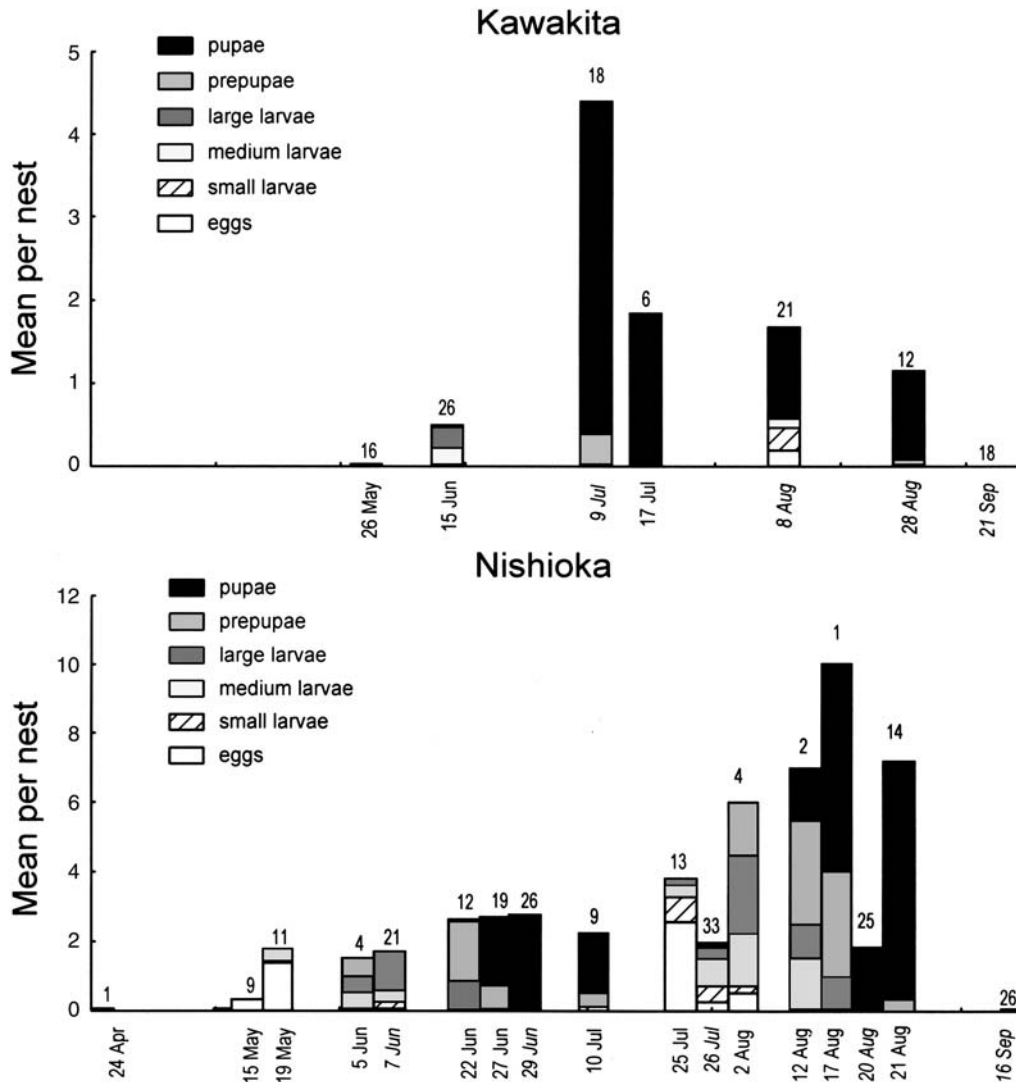 Kawakita
pupae
prepupae
large larvae
medium larvae
small larvae
eggs
Mean per nest
5
4
3
2
1
0
16
26
18
6
21
12
18
26 May
15 Jun
9 Jul
17 Jul
8 Aug
28 Aug
21 Sep
Nishioka
pupae
prepupae
large larvae
medium larvae
small larvae
eggs
Mean per nest
12
10
8
6
4
2
0
1
9
11
4
21
12
19
26
9
13
33
4
2
1
25
14
26
24 Apr
15 May
19 May
5 Jun
7 Jun
22 Jun
27 Jun
29 Jun
10 Jul
25 Jul
26 Jul
2 Aug
12 Aug
17 Aug
20 Aug
21 Aug
16 Sep